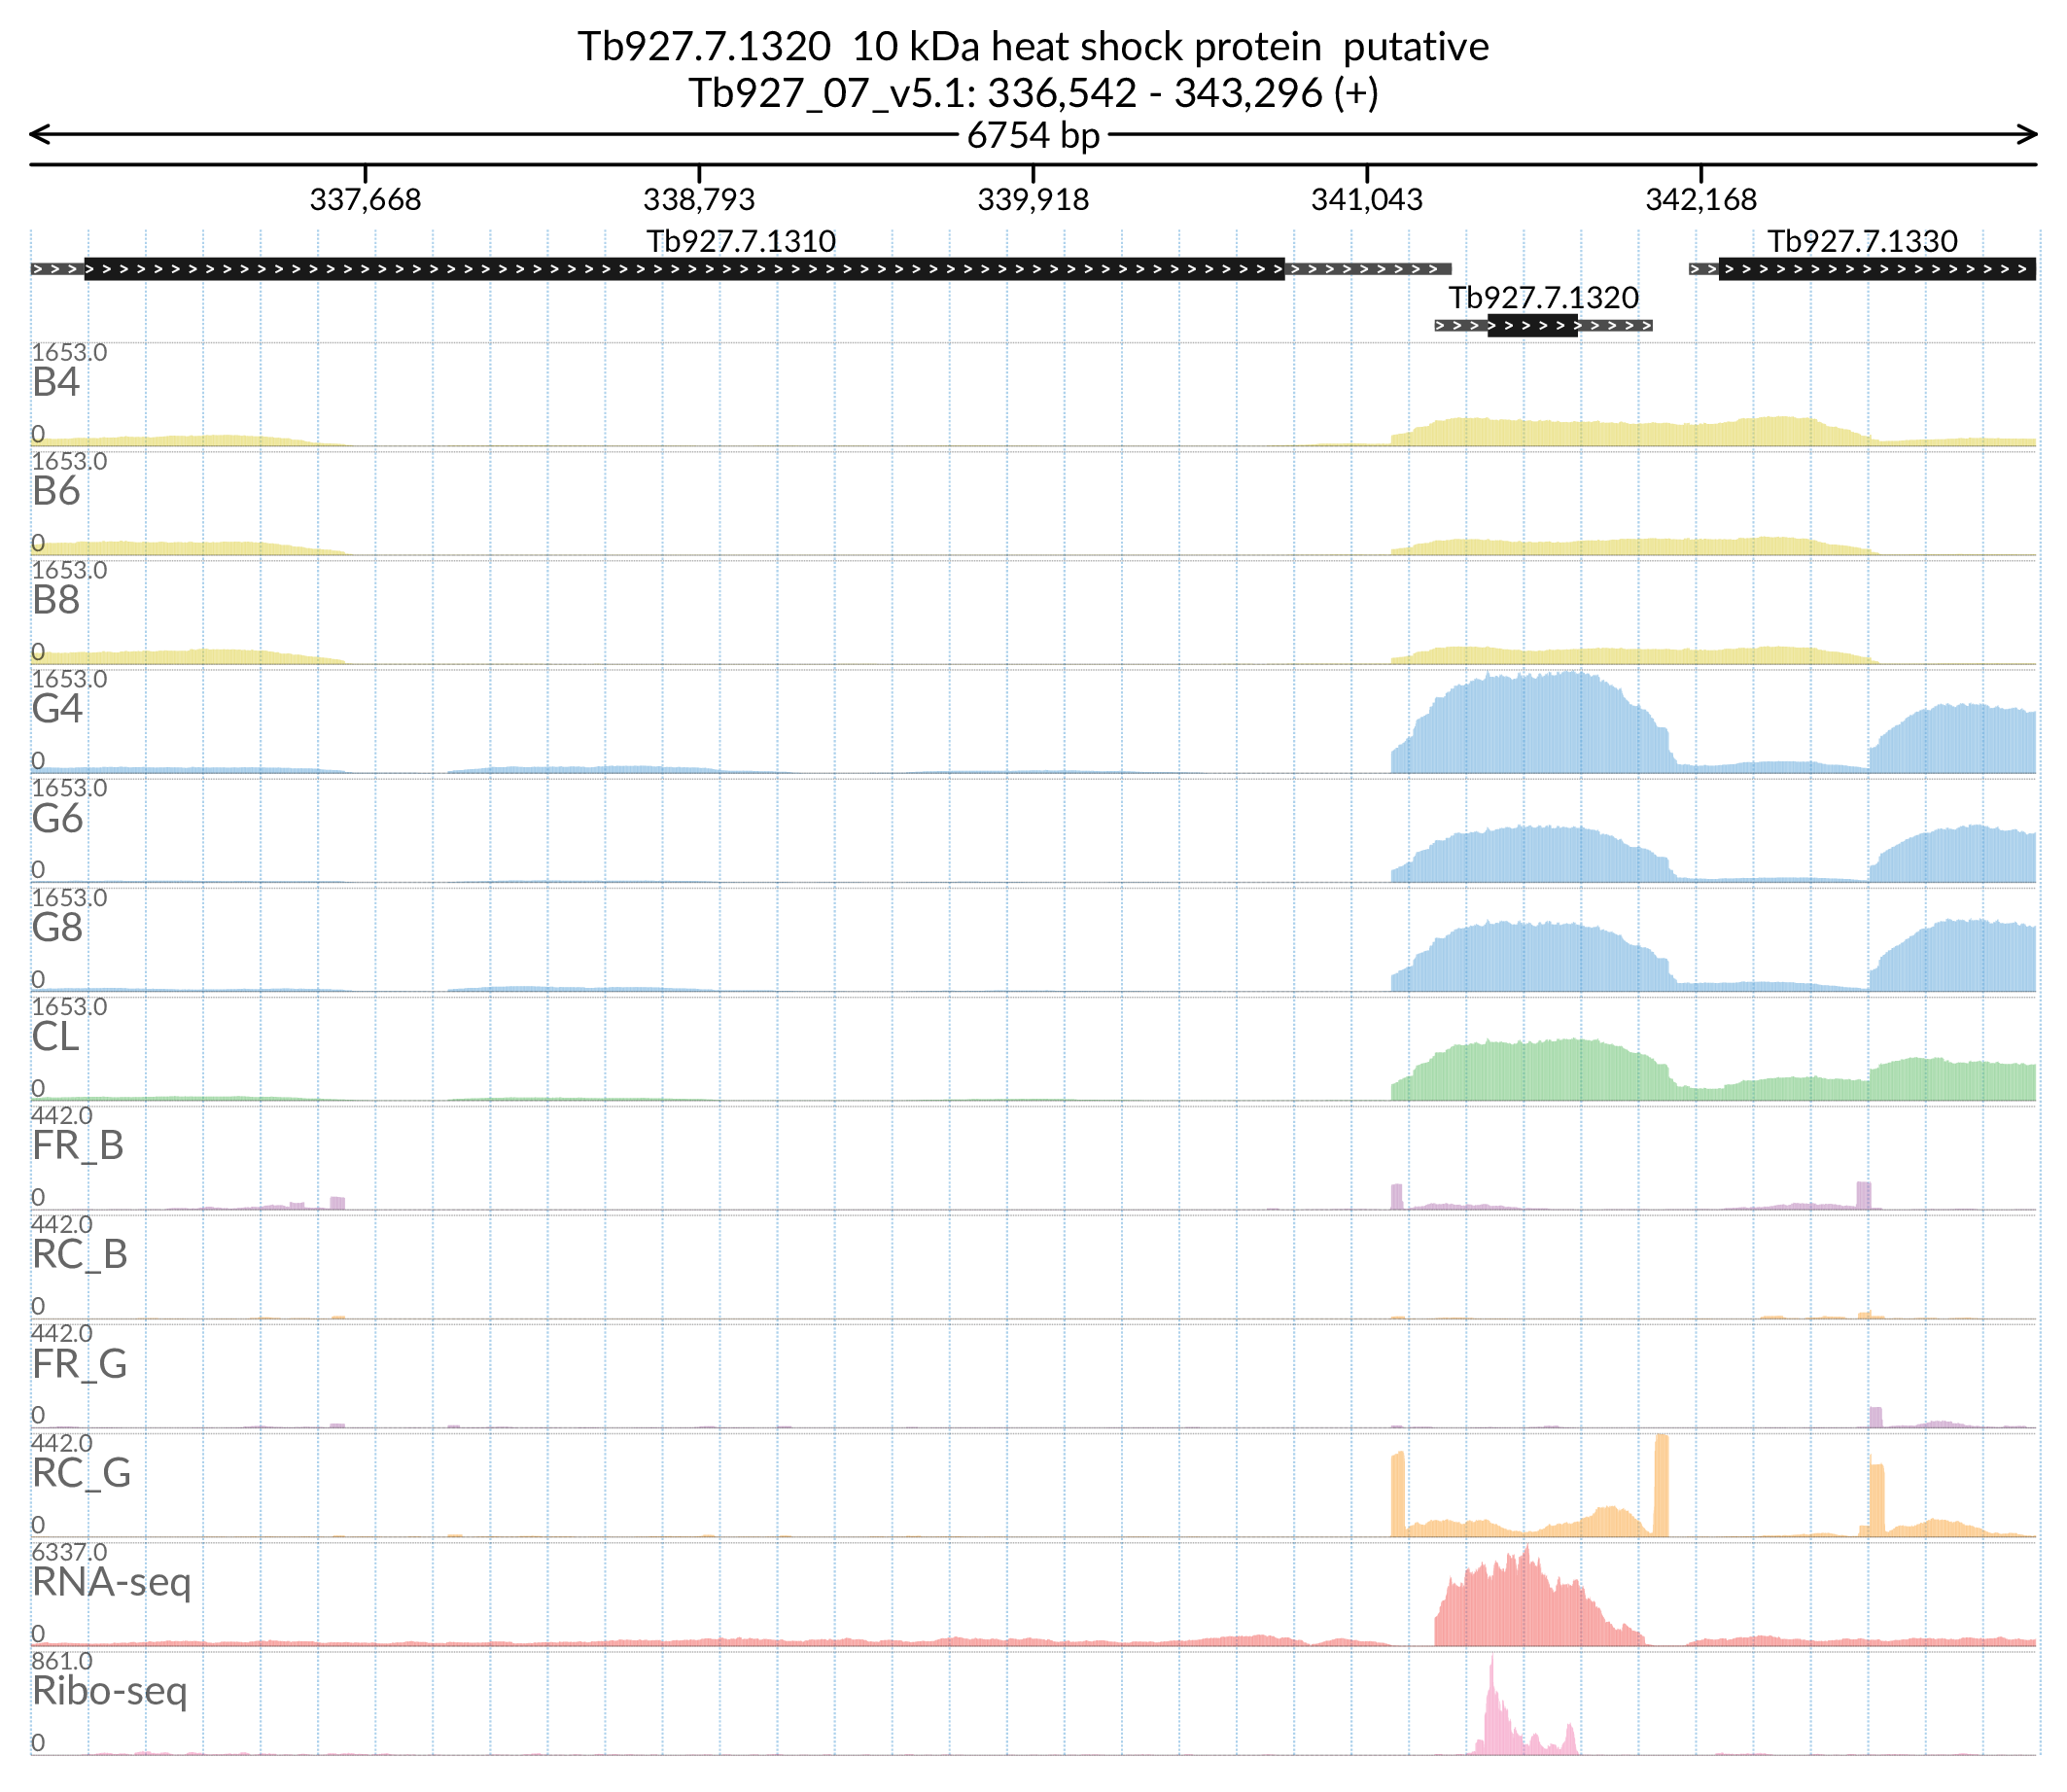 Tb927.7.1320  10 kDa heat shock protein  putative
Tb927_07_v5.1: 336,542 - 343,296 (+)
6754 bp
337,668 338,793 339,918 341,043 342,168
Tb927.7.1310 Tb927.7.1330
Tb927.7.1320
1653.0
B4
0
1653.0
B6
0
1653.0
B8
0
1653.0
G4
0
1653.0
G6
0
1653.0
G8
0
1653.0
CL
0
442.0
FR_B
0
442.0
RC_B
0
442.0
FR_G
0
442.0
RC_G
0
6337.0
RNA-seq
0
861.0
Ribo-seq
0